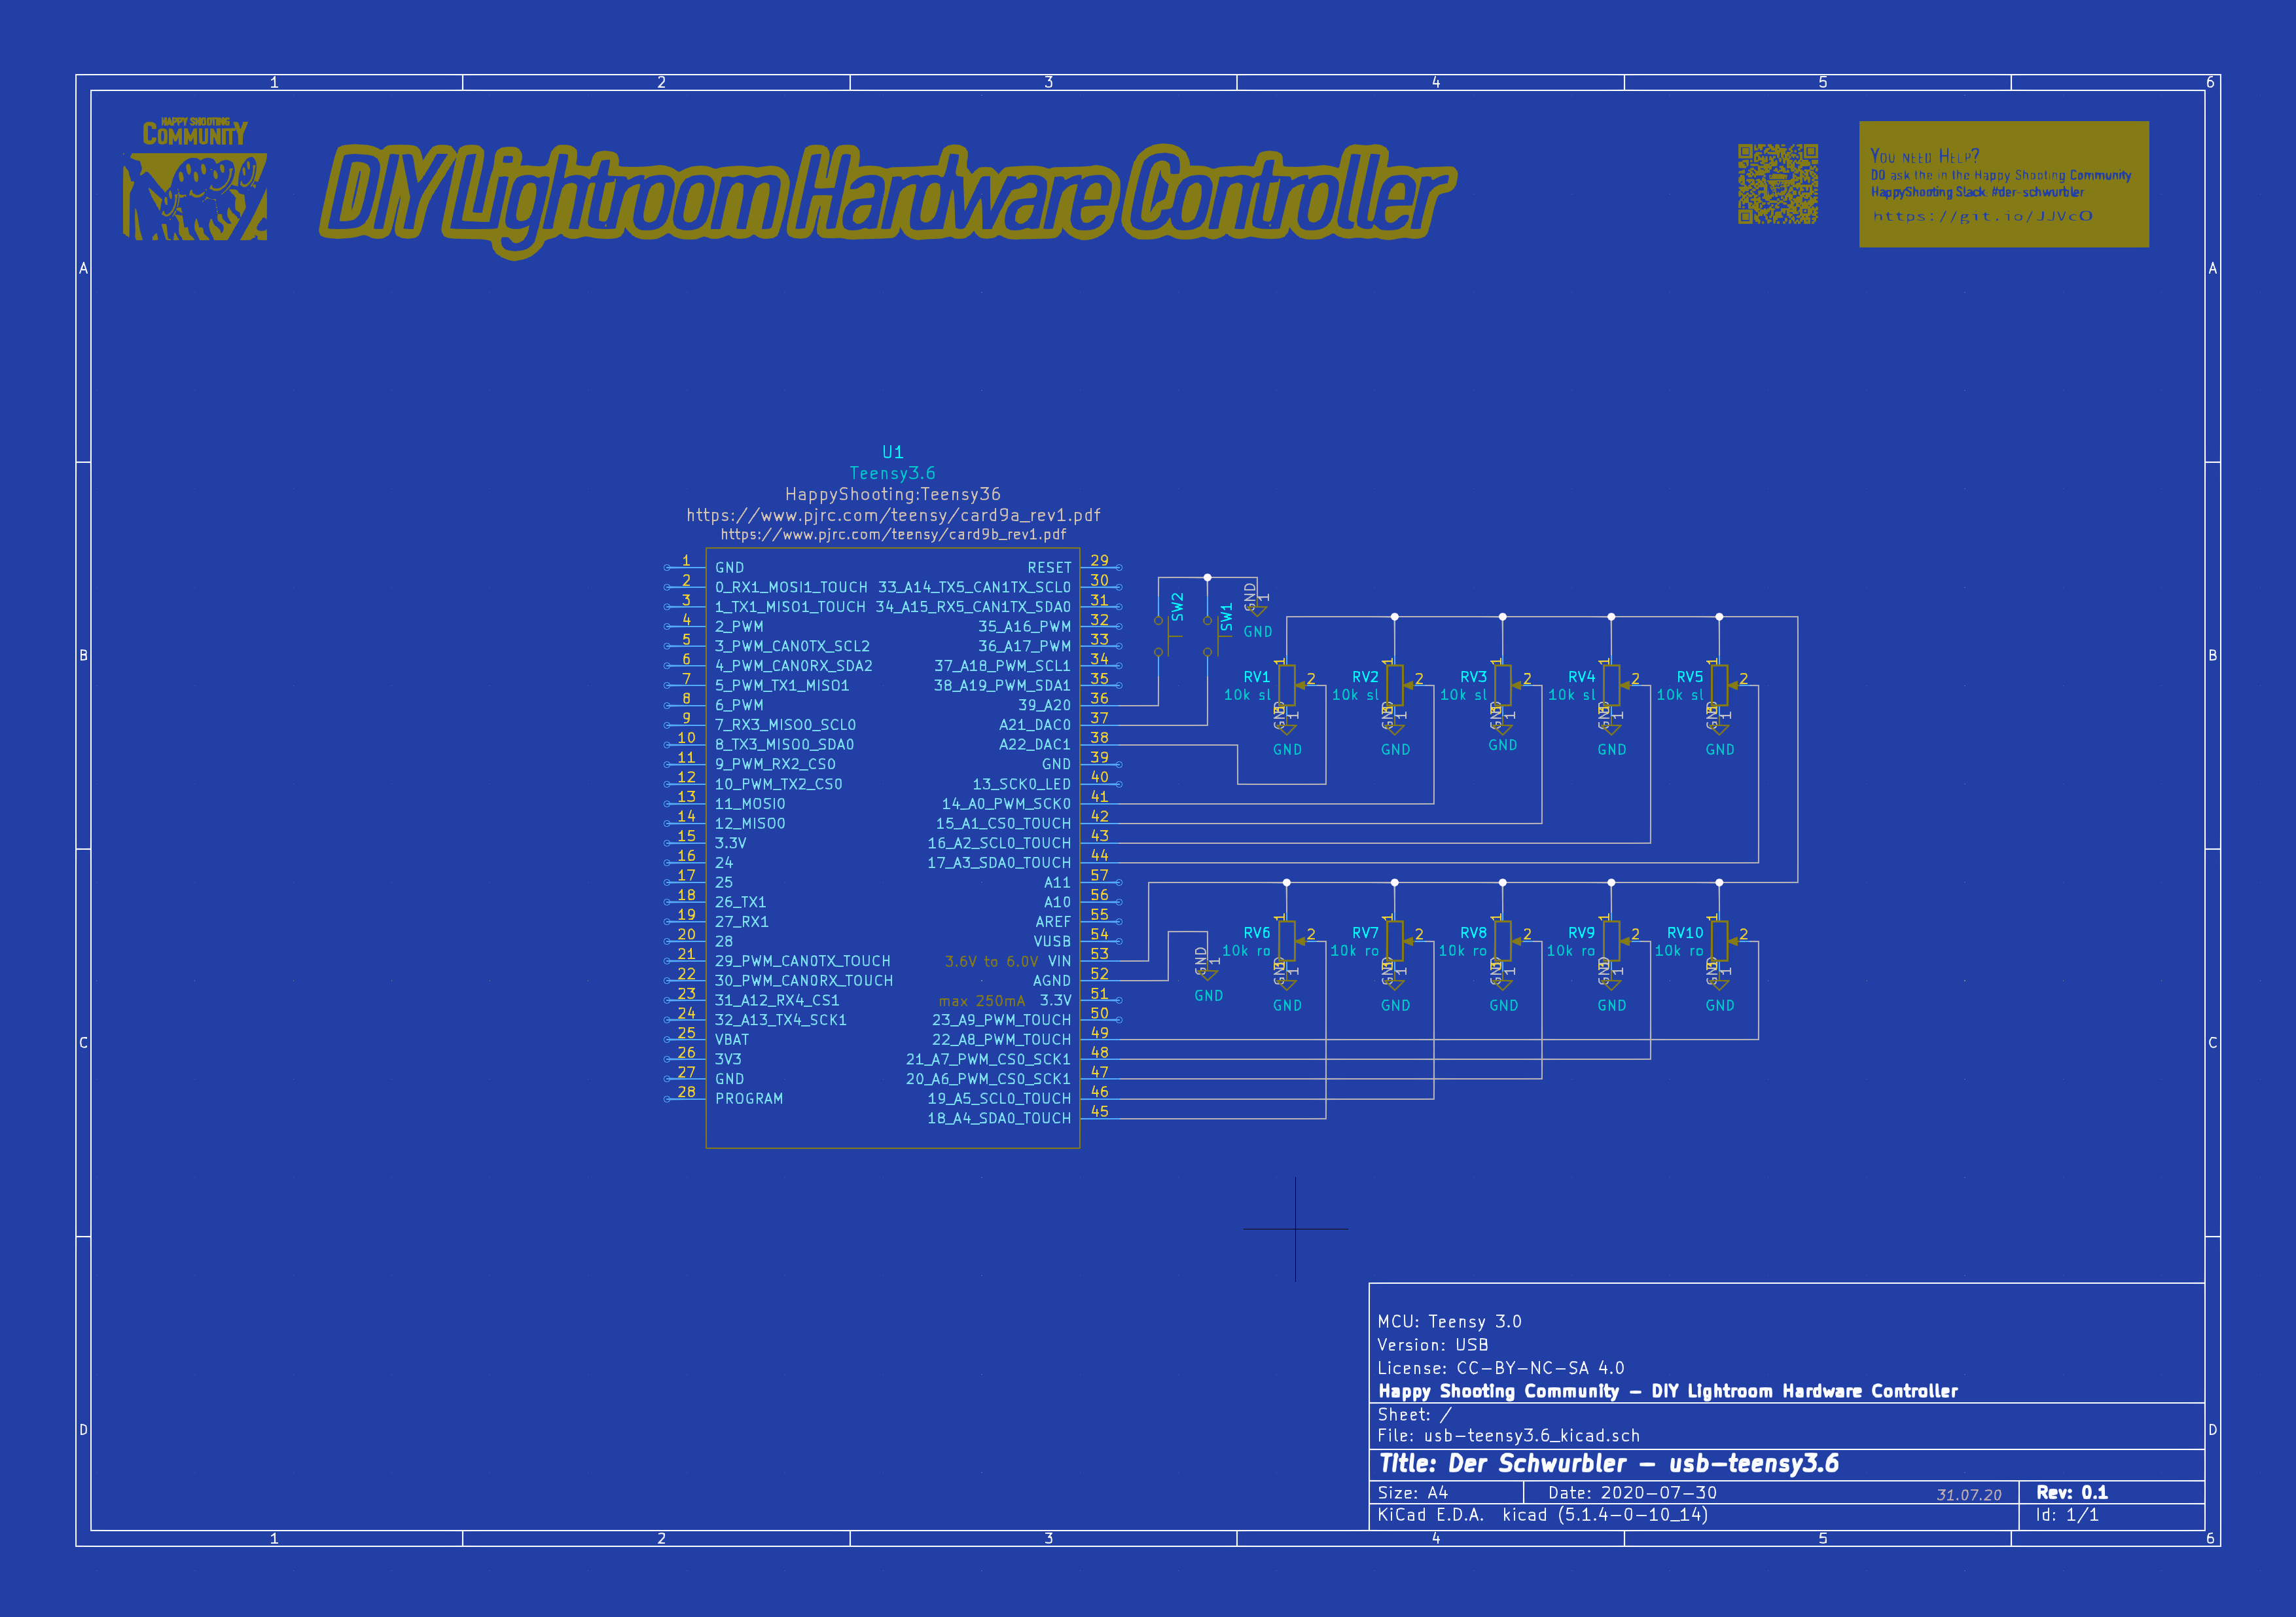 1 2 3 4 5 6
HAPPY SHOOTING
COMMUNITY
DIY Lightroom Hardware Controller
You need Help?
DO ask the in the Happy Shooting Community
HappyShooting Slack: #der-schwurbler
https://git.io/JJVcO
A A
U1
Teensy3.6
HappyShooting:Teensy36
https://www.pjrc.com/teensy/card9a_rev1.pdf
https://www.pjrc.com/teensy/card9b_rev1.pdf
1 GND RESET 29
2 0_RX1_MOSI1_TOUCH 33_A14_TX5_CAN1TX_SCL0 30
3 1_TX1_MISO1_TOUCH 34_A15_RX5_CAN1TX_SDA0 31
4 2_PWM 35_A16_PWM 32
5 3_PWM_CAN0TX_SCL2 36_A17_PWM 33
6 4_PWM_CAN0RX_SDA2 37_A18_PWM_SCL1 34
7 5_PWM_TX1_MISO1 38_A19_PWM_SDA1 35
8 6_PWM 39_A20 36
9 7_RX3_MISO0_SCL0 A21_DAC0 37
10 8_TX3_MISO0_SDA0 A22_DAC1 38
11 9_PWM_RX2_CS0 GND 39
12 10_PWM_TX2_CS0 13_SCK0_LED 40
13 11_MOSI0 14_A0_PWM_SCK0 41
14 12_MISO0 15_A1_CS0_TOUCH 42
15 3.3V 16_A2_SCL0_TOUCH 43
16 24 17_A3_SDA0_TOUCH 44
17 25 A11 57
18 26_TX1 A10 56
19 27_RX1 AREF 55
20 28 VUSB 54
21 29_PWM_CAN0TX_TOUCH 3.6V to 6.0V VIN 53
22 30_PWM_CAN0RX_TOUCH AGND 52
23 31_A12_RX4_CS1 max 250mA 3.3V 51
24 32_A13_TX4_SCK1 23_A9_PWM_TOUCH 50
25 VBAT 22_A8_PWM_TOUCH 49
26 3V3 21_A7_PWM_CS0_SCK1 48
27 GND 20_A6_PWM_CS0_SCK1 47
28 PROGRAM 19_A5_SCL0_TOUCH 46
18_A4_SDA0_TOUCH 45
SW2 SW1 GND 1
GND
B B
1 1 1 1 1
RV1 2 RV2 2 RV3 2 RV4 2 RV5 2
10k sl 10k sl 10k sl 10k sl 10k sl
GND 1 GND 1 GND 1 GND 1 GND 1
GND GND GND GND GND
1 1 1 1 1
RV6 2 RV7 2 RV8 2 RV9 2 RV10 2
10k ro 10k ro 10k ro 10k ro 10k ro
GND 1 GND 1 GND 1 GND 1 GND 1 GND 1
GND GND GND GND GND GND
C C
MCU: Teensy 3.0
Version: USB
License: CC-BY-NC-SA 4.0
Happy Shooting Community - DIY Lightroom Hardware Controller
Sheet: /
File: usb-teensy3.6_kicad.sch
D D
Title: Der Schwurbler - usb-teensy3.6
Size: A4 Date: 2020-07-30 31.07.20 Rev: 0.1
KiCad E.D.A. kicad (5.1.4-0-10_14) Id: 1/1
1 2 3 4 5 6